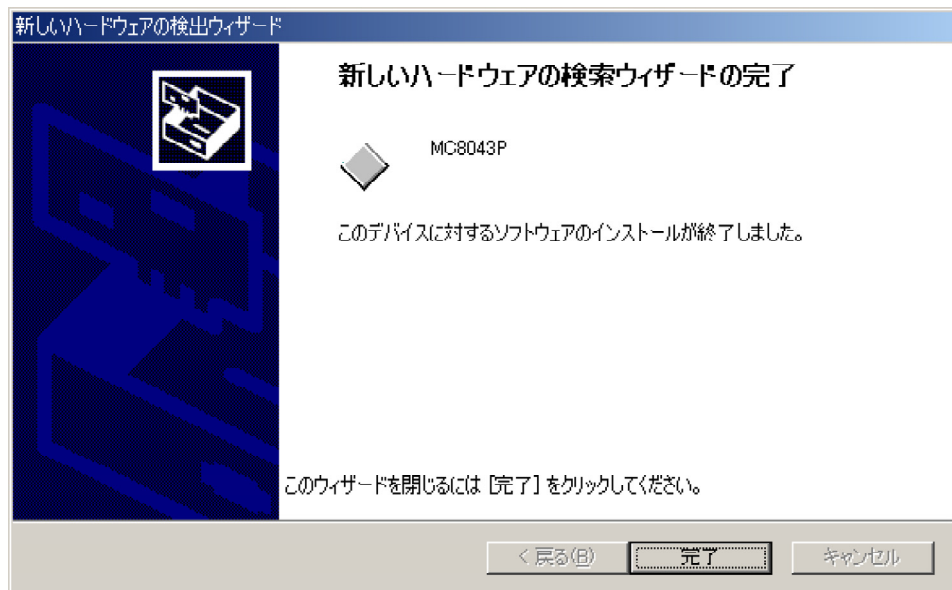 新しいハードウェアの検出ウィザード
新しいハードウェアの検索ウィザードの完了
MC8043P
このデバイスに対するソフトウェアのインストールが終了しました。
このウィザードを閉じるには [完了] をクリックしてください。
< 戻る(B) 完了 キャンセル